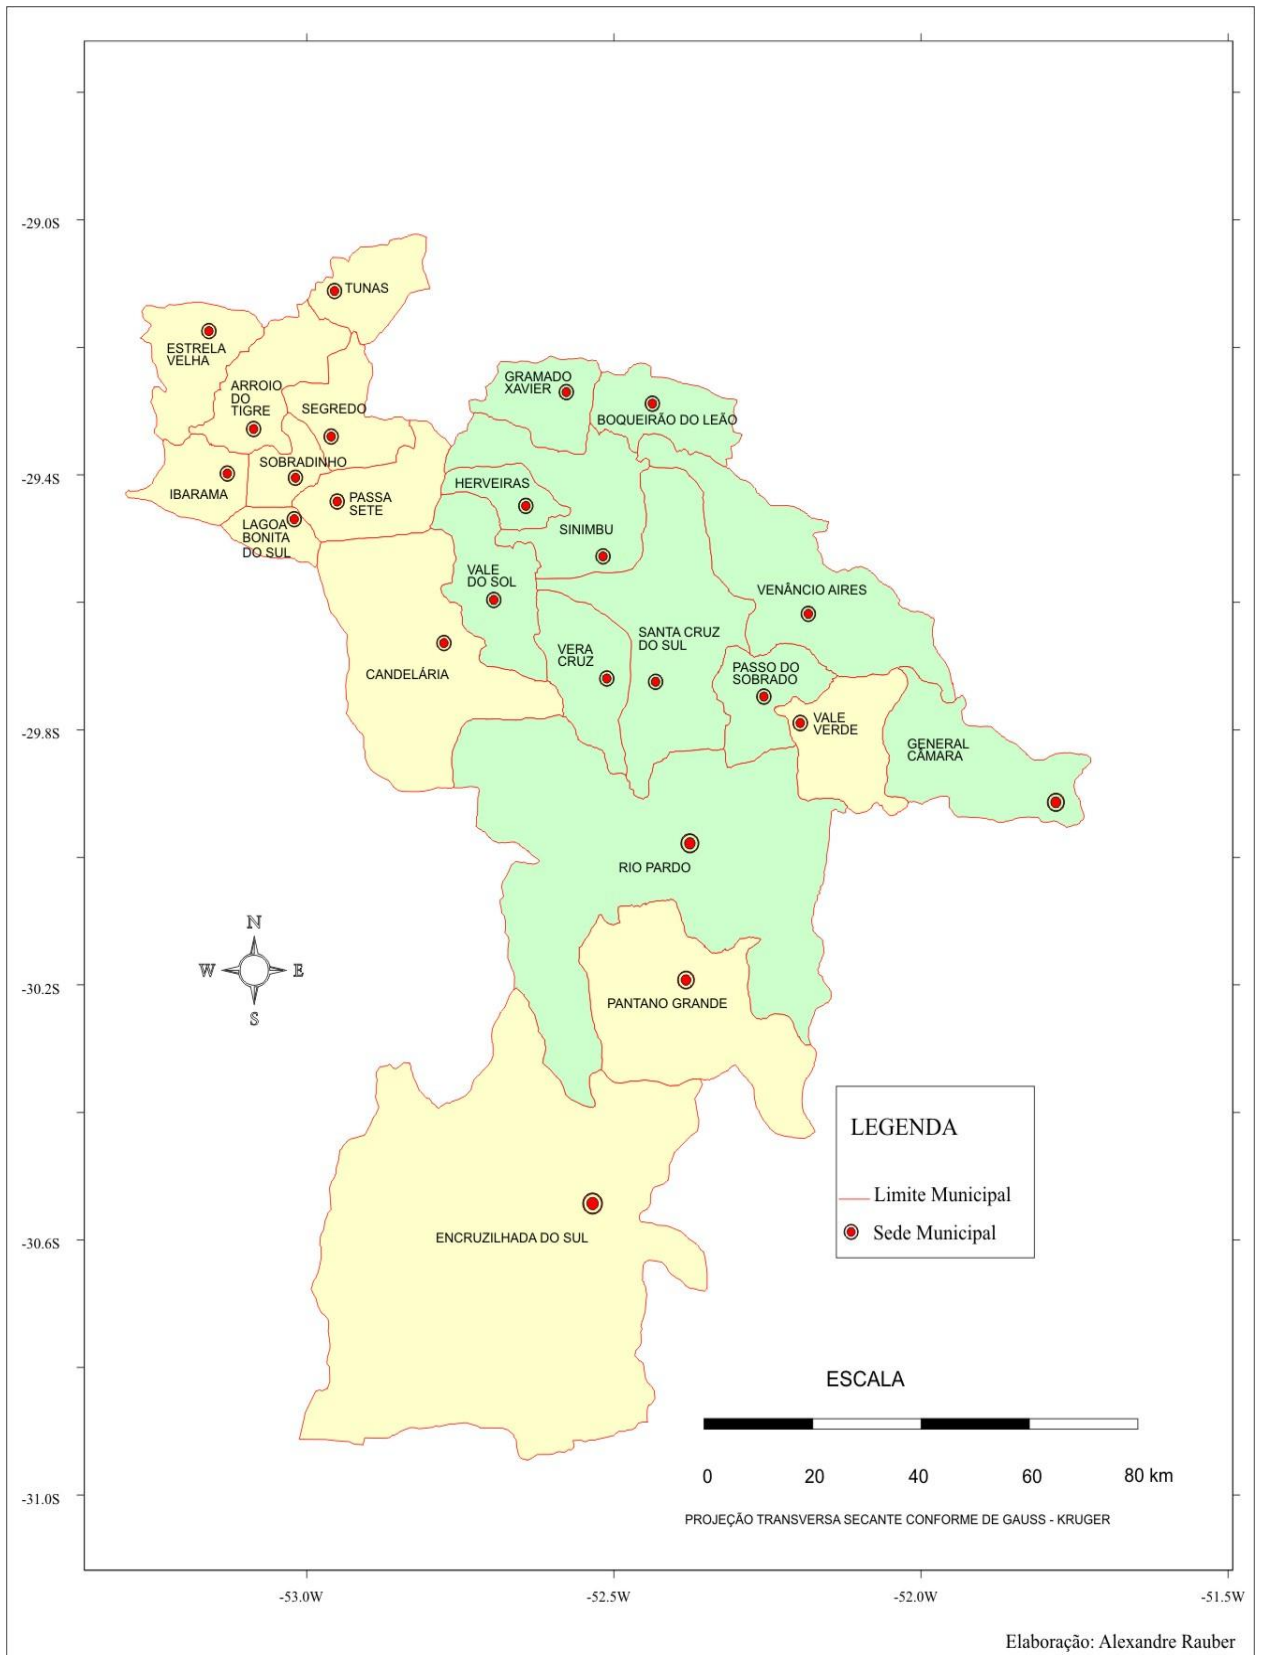 -29.0S
TUNAS
ESTRELA
VELHA
GRAMADO
XAVIER
ARROIO
DO
TIGRE
SEGREDO
BOQUEIRÃO DO LEÃO
SOBRADINHO
-29.4S
HERVEIRAS
IBARAMA
PASSA
SETE
LAGOA
BONITA
DO SUL
SINIMBU
VALE
DO SOL
VENÂNCIO AIRES
SANTA CRUZ
DO SUL
VERA
CRUZ
PASSO DO
SOBRADO
CANDELÁRIA
VALE
VERDE
-29.8S
GENERAL
CÂMARA
RIO PARDO
N
W
E
S
-30.2S
PANTANO GRANDE
LEGENDA
Limite Municipal
Sede Municipal
ENCRUZILHADA DO SUL
-30.6S
ESCALA
0 20 40 60 80 km
-31.0S
PROJEÇÃO TRANSVERSA SECANTE CONFORME DE GAUSS - KRUGER
-53.0W -52.5W -52.0W -51.5W
Elaboração: Alexandre Rauber